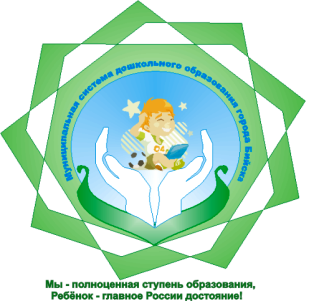 Муниципальная система дошкольного образования города Бийска
Мы - полноценная ступень образования,
Ребёнок - главное России достояние!